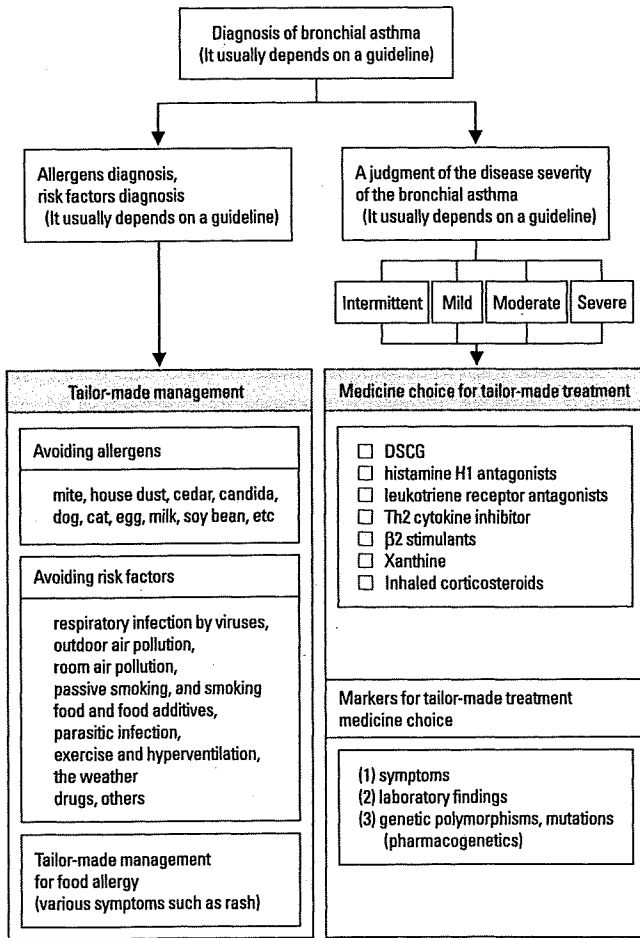 Diagnosis of bronchial asthma
(It usually depends on a guideline)
Allergens diagnosis,
risk factors diagnosis
(It usually depends on a guideline)
A judgment of the disease severity
of the bronchial asthma
(It usually depends on a guideline)
Intermittent
Mild
Moderate
Severe
Tailor-made management
Avoiding allergens
mite, house dust, cedar, candida,
dog, cat, egg, milk, soy bean, etc
Avoiding risk factors
respiratory infection by viruses,
outdoor air pollution,
room air pollution,
passive smoking, and smoking
food and food additives,
parasitic infection,
exercise and hyperventilation,
the weather
drugs, others
Tailor-made management
for food allergy
(various symptoms such as rash)
Medicine choice for tailor-made treatment
☐ DSCG
☐ histamine H1 antagonists
☐ leukotriene receptor antagonists
☐ Th2 cytokine inhibitor
☐ β2 stimulants
☐ Xanthine
☐ Inhaled corticosteroids
Markers for tailor-made treatment
medicine choice
(1) symptoms
(2) laboratory findings
(3) genetic polymorphisms, mutations
(pharmacogenetics)